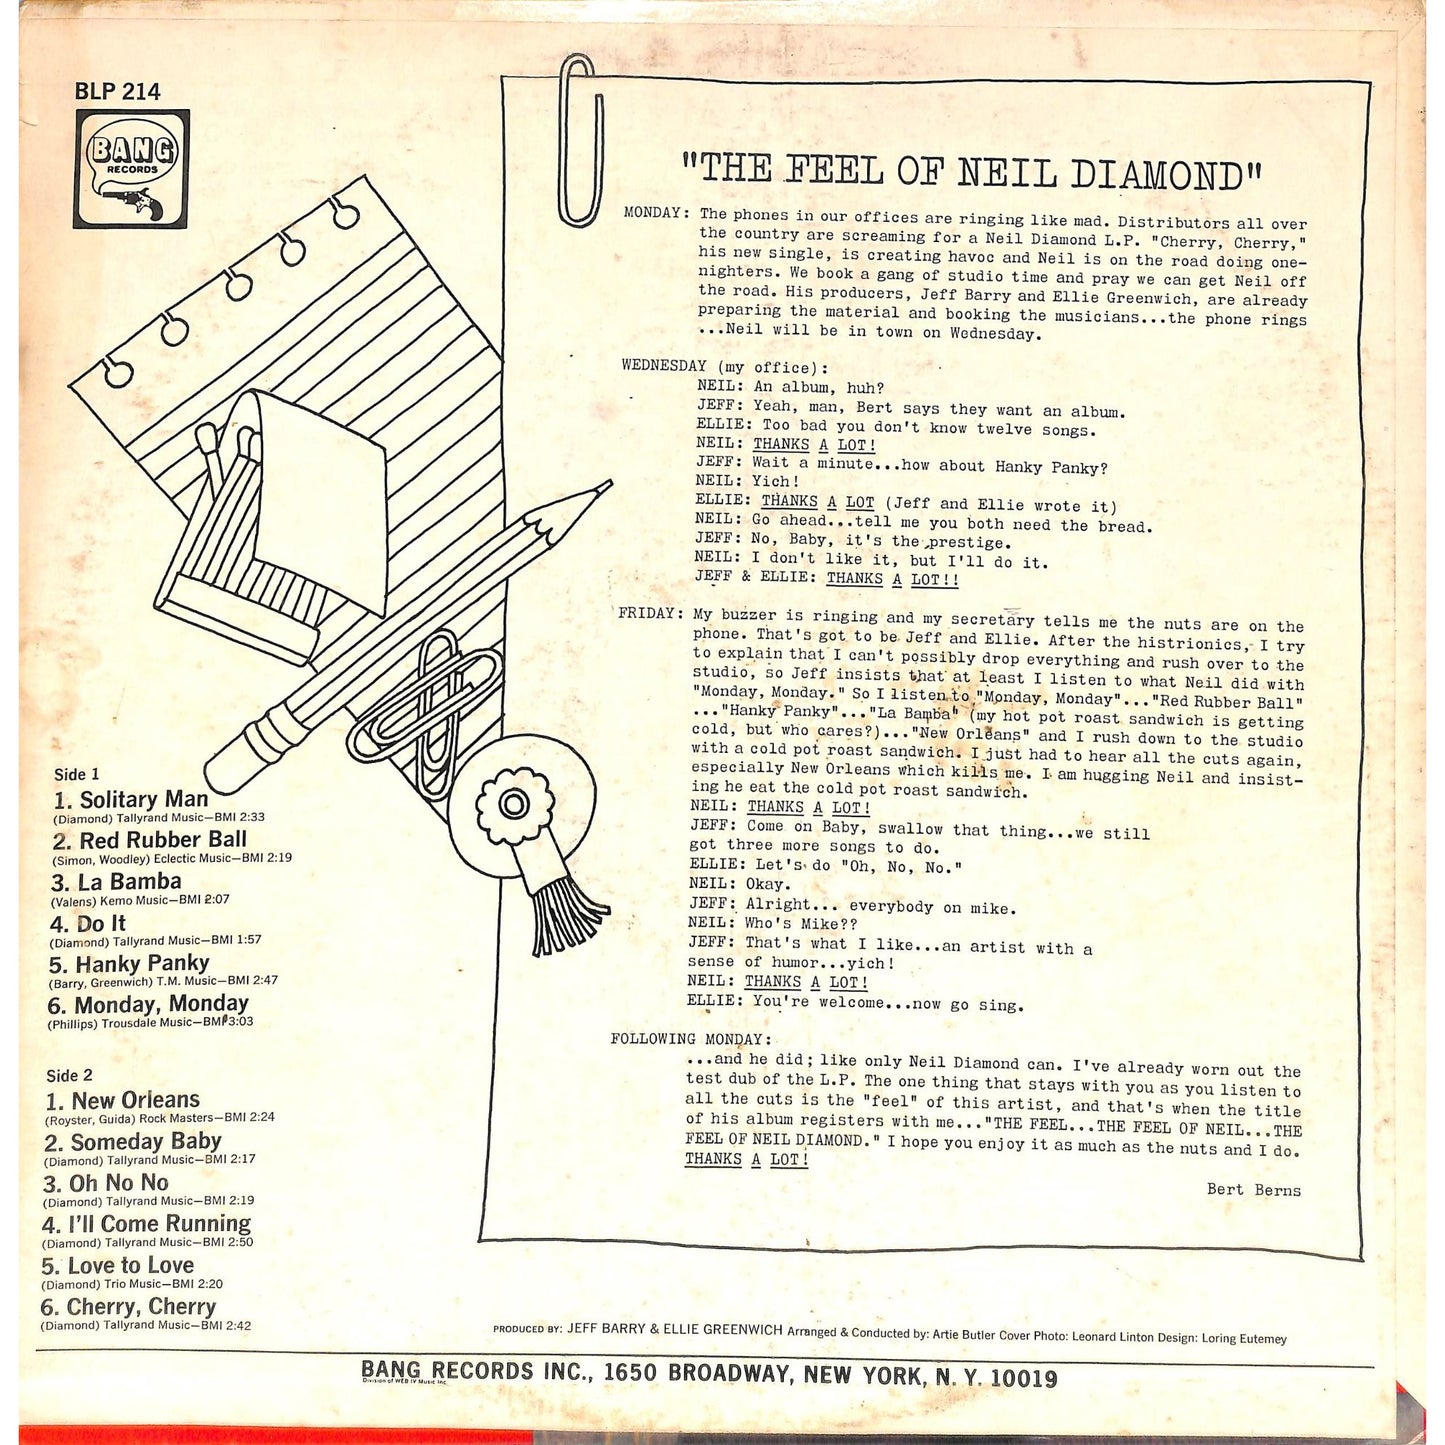 BLP 214
BANG
RECORDS
"THE FEEL OF NEIL DIAMOND"
MONDAY: The phones in our offices are ringing like mad. Distributors all over
the country are screaming for a Neil Diamond L.P. "Cherry, Cherry,"
his new single, is creating havoc and Neil is on the road doing one-
nighters. We book a gang of studio time and pray we can get Neil off
the road. His producers, Jeff Barry and Ellie Greenwich, are already
preparing the material and booking the musicians...the phone rings
...Neil will be in town on Wednesday.
WEDNESDAY (my office):
NEIL: An album, huh?
JEFF: Yeah, man, Bert says they want an album.
ELLIE: Too bad you don't know twelve songs.
NEIL: THANKS A LOT!
JEFF: Wait a minute...how about Hanky Panky?
NEIL: Yich!
ELLIE: THANKS A LOT (Jeff and Ellie wrote it)
NEIL: Go ahead...tell me you both need the bread.
JEFF: No, Baby, it's the prestige.
NEIL: I don't like it, but I'll do it.
JEFF & ELLIE: THANKS A LOT!!
FRIDAY: My buzzer is ringing and my secretary tells me the nuts are on the
phone. That's got to be Jeff and Ellie. After the histrionics, I try
to explain that I can't possibly drop everything and rush over to the
studio, so Jeff insists that at least I listen to what Neil did with
"Monday, Monday." So I listen to "Monday, Monday"..."Red Rubber Ball"
..."Hanky Panky"..."La Bamba" (my hot pot roast sandwich is getting
cold, but who cares?)..."New Orleans" and I rush down to the studio
with a cold pot roast sandwich. I just had to hear all the cuts again,
especially New Orleans which kills me. I am hugging Neil and insist-
ing he eat the cold pot roast sandwich.
NEIL: THANKS A LOT!
JEFF: Come on Baby, swallow that thing...we still
got three more songs to do.
ELLIE: Let's do "Oh, No, No."
NEIL: Okay.
JEFF: Alright... everybody on mike.
NEIL: Who's Mike??
JEFF: That's what I like...an artist with a
sense of humor...yich!
NEIL: THANKS A LOT!
ELLIE: You're welcome...now go sing.
FOLLOWING MONDAY:
...and he did; like only Neil Diamond can. I've already worn out the
test dub of the L.P. The one thing that stays with you as you listen to
all the cuts is the "feel" of this artist, and that's when the title
of his album registers with me..."THE FEEL...THE FEEL OF NEIL...THE
FEEL OF NEIL DIAMOND." I hope you enjoy it as much as the nuts and I do.
THANKS A LOT!
Bert Berns
Side 1
1. Solitary Man
(Diamond) Tallyrand Music—BMI 2:33
2. Red Rubber Ball
(Simon, Woodley) Eclectic Music—BMI 2:19
3. La Bamba
(Valens) Kemo Music—BMI 2:07
4. Do It
(Diamond) Tallyrand Music—BMI 1:57
5. Hanky Panky
(Barry, Greenwich) T.M. Music—BMI 2:47
6. Monday, Monday
(Phillips) Trousdale Music—BMI 3:03
Side 2
1. New Orleans
(Royster, Guida) Rock Masters—BMI 2:24
2. Someday Baby
(Diamond) Tallyrand Music—BMI 2:17
3. Oh No No
(Diamond) Tallyrand Music—BMI 2:19
4. I'll Come Running
(Diamond) Tallyrand Music—BMI 2:50
5. Love to Love
(Diamond) Trio Music—BMI 2:20
6. Cherry, Cherry
(Diamond) Tallyrand Music—BMI 2:42
PRODUCED BY: JEFF BARRY & ELLIE GREENWICH Arranged & Conducted by: Artie Butler Cover Photo: Leonard Linton Design: Loring Eutemey
BANG RECORDS INC., 1650 BROADWAY, NEW YORK, N. Y. 10019
Division of WEB IV Music Inc.